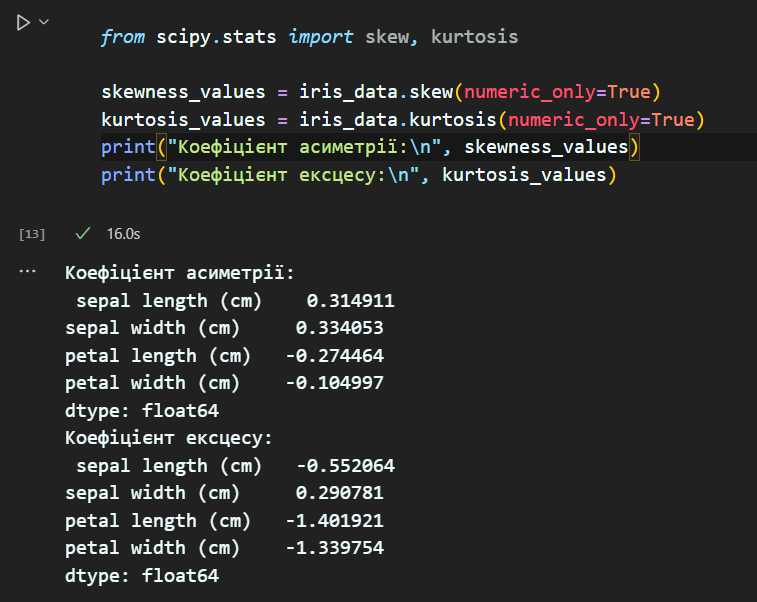 from scipy.stats import skew, kurtosis
skewness_values = iris_data.skew(numeric_only=True)
kurtosis_values = iris_data.kurtosis(numeric_only=True)
print("Коефіцієнт асиметрії:\n", skewness_values)
print("Коефіцієнт ексцесу:\n", kurtosis_values)
[13] 16.0s
Коефіцієнт асиметрії:
sepal length (cm) 0.314911
sepal width (cm) 0.334053
petal length (cm) -0.274464
petal width (cm) -0.104997
dtype: float64
Коефіцієнт ексцесу:
sepal length (cm) -0.552064
sepal width (cm) 0.290781
petal length (cm) -1.401921
petal width (cm) -1.339754
dtype: float64